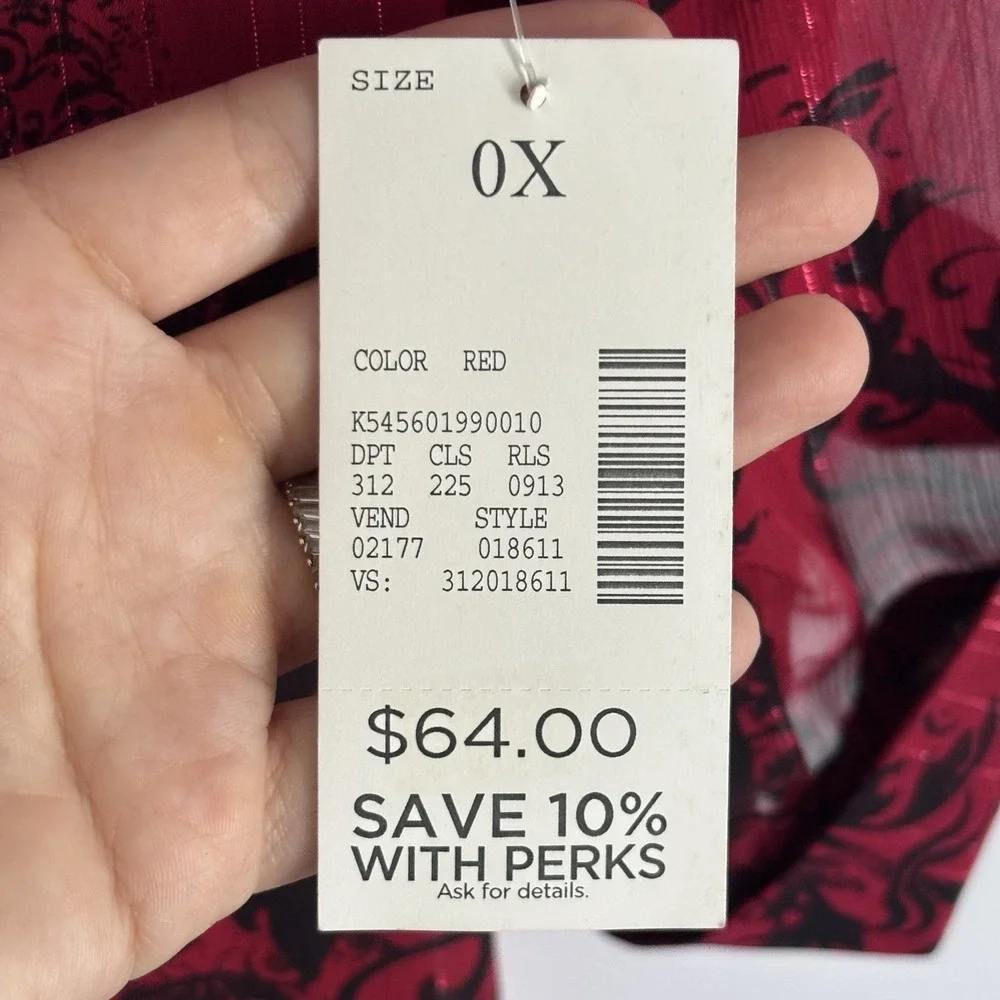 SIZE
0X
COLOR RED
K545601990010
DPT CLS RLS
312 225 0913
VEND STYLE
02177 018611
VS: 312018611
$64.00
SAVE 10%
WITH PERKS
Ask for details.